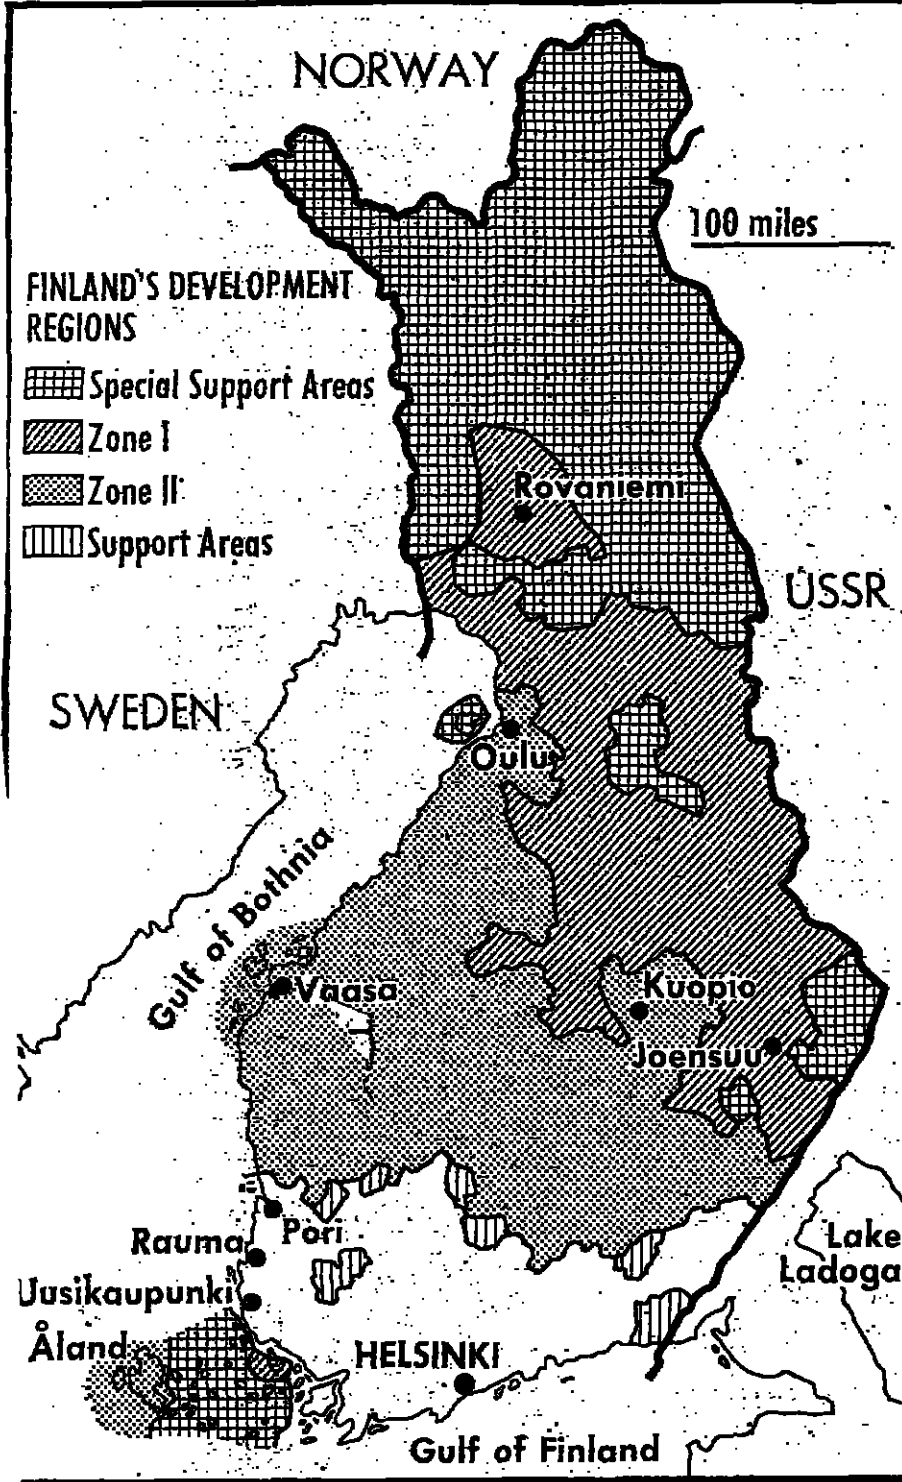 NORWAY
100 miles
FINLAND'S DEVELOPMENT
REGIONS
Special Support Areas
Zone I
Zone II
Support Areas
Rovaniemi
USSR
SWEDEN
Oulu
Gulf of Bothnia
Vaasa
Kuopio
Joensuu
Pori
Rauma
Uusikaupunki
Åland
HELSINKI
Lake
Ladoga
Gulf of Finland